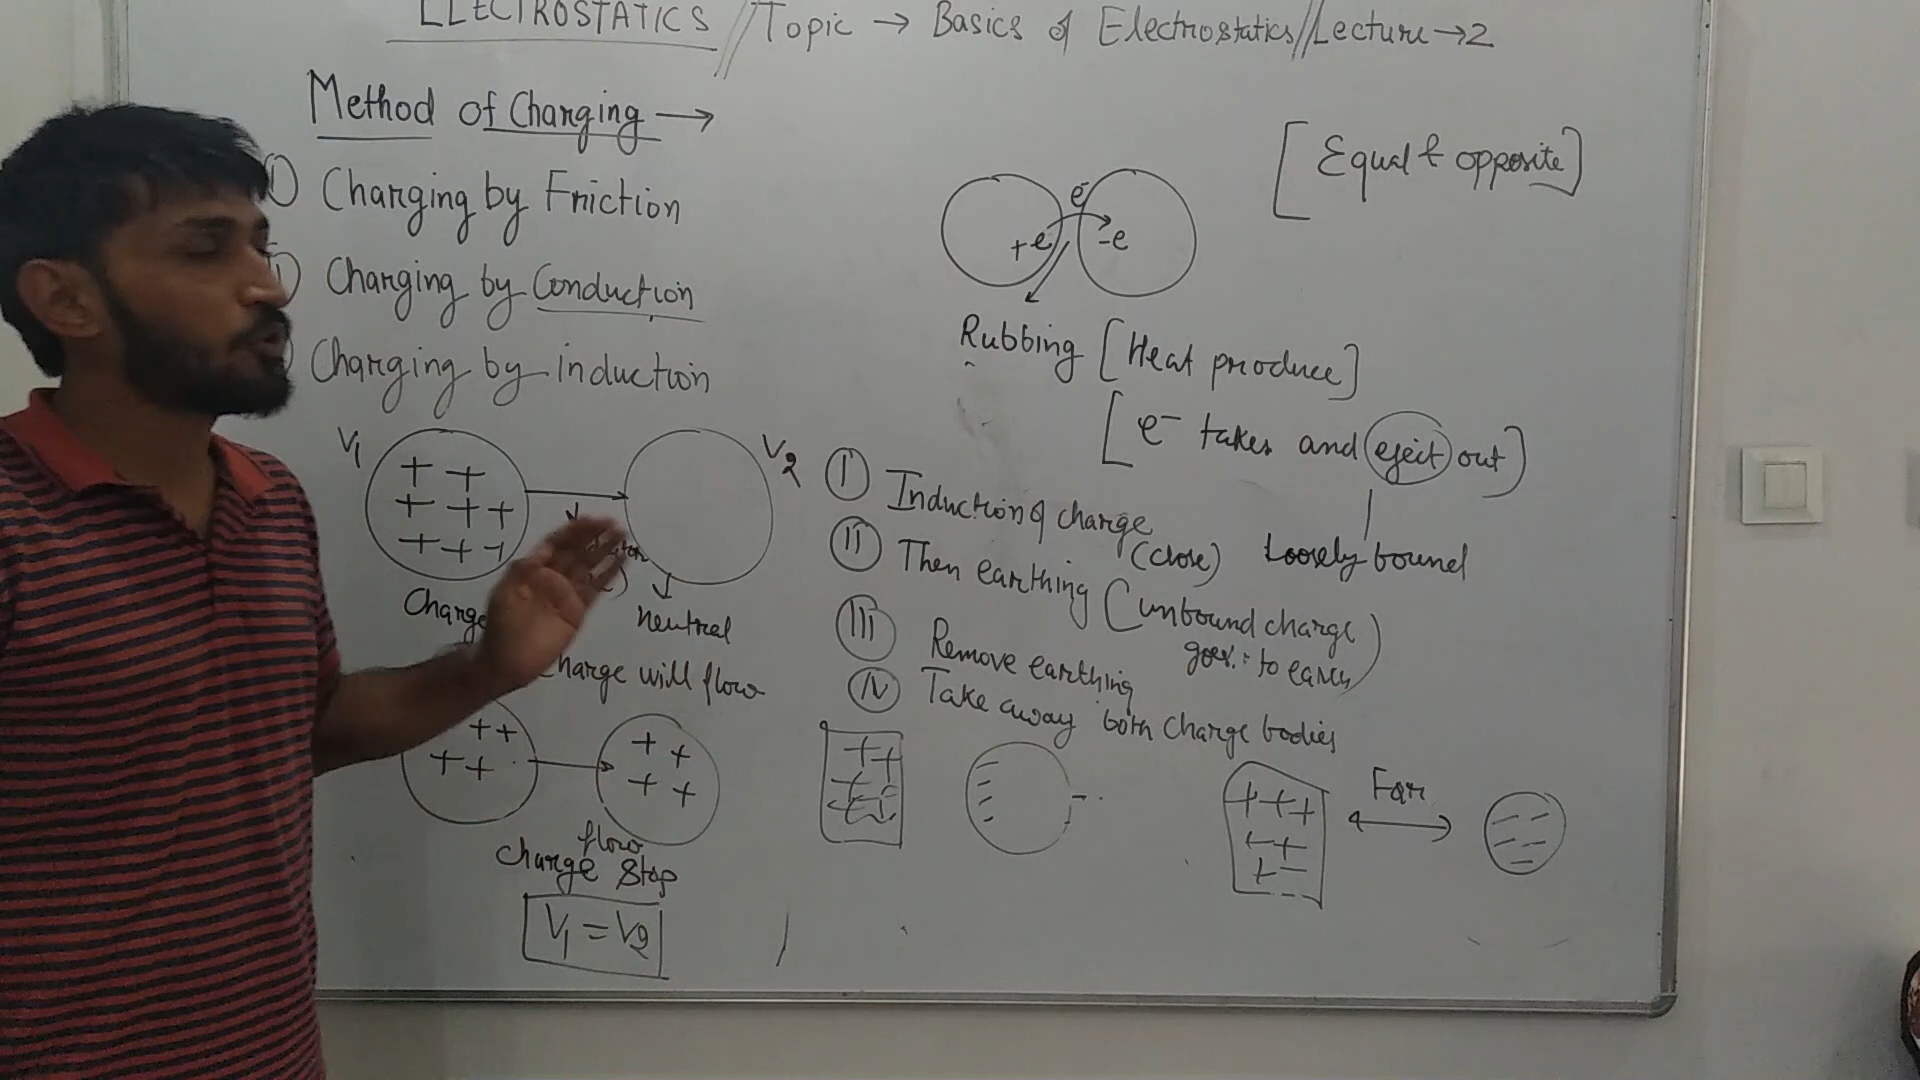 ELECTROSTATICS // Topic → Basics of Electrostatics // Lecture → 2
Method of Charging →
I) Charging by Friction
II) Charging by Conduction
) Charging by induction
[Equal & opposite]
e⁻
+e -e
Rubbing [Heat produce]
[e⁻ takes and eject out]
Loosely bound
V1
+ +
+ + +
+ + +
V2
Charge
Neutral
Charge will flow
++
++
+ +
+ +
flow
Charge Stop
V1 = V2
I Induction of charge
(close)
II Then earthing (unbound charge
goes to earth)
III Remove earthing
IV Take away both charge bodies
Far